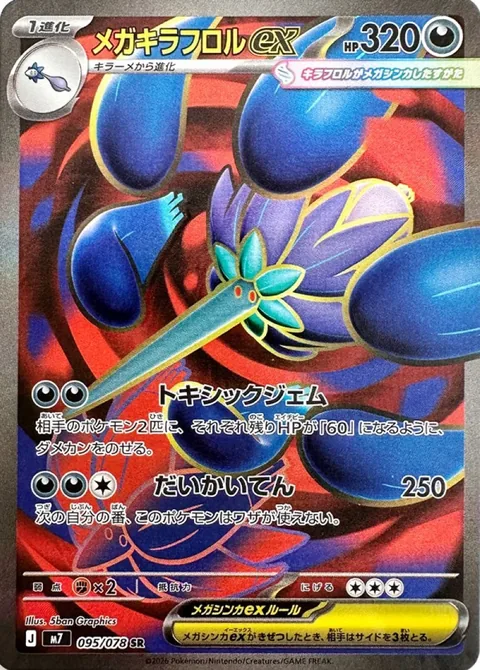 1進化
メガキラフロルex
HP320
キラーメから進化
キラフロルがメガシンカしたすがた
トキシックジェム
相手のポケモン2匹に、それぞれ残りHPが「60」になるように、
ダメカンをのせる。
だいかいてん 250
次の自分の番、このポケモンはワザが使えない。
弱点 ×2 抵抗力 にげる
メガシンカexルール
メガシンカexがきぜつしたとき、相手はサイドを3枚とる。
Illus. 5ban Graphics
J M7 095/078 SR
©2026 Pokémon/Nintendo/Creatures/GAME FREAK.